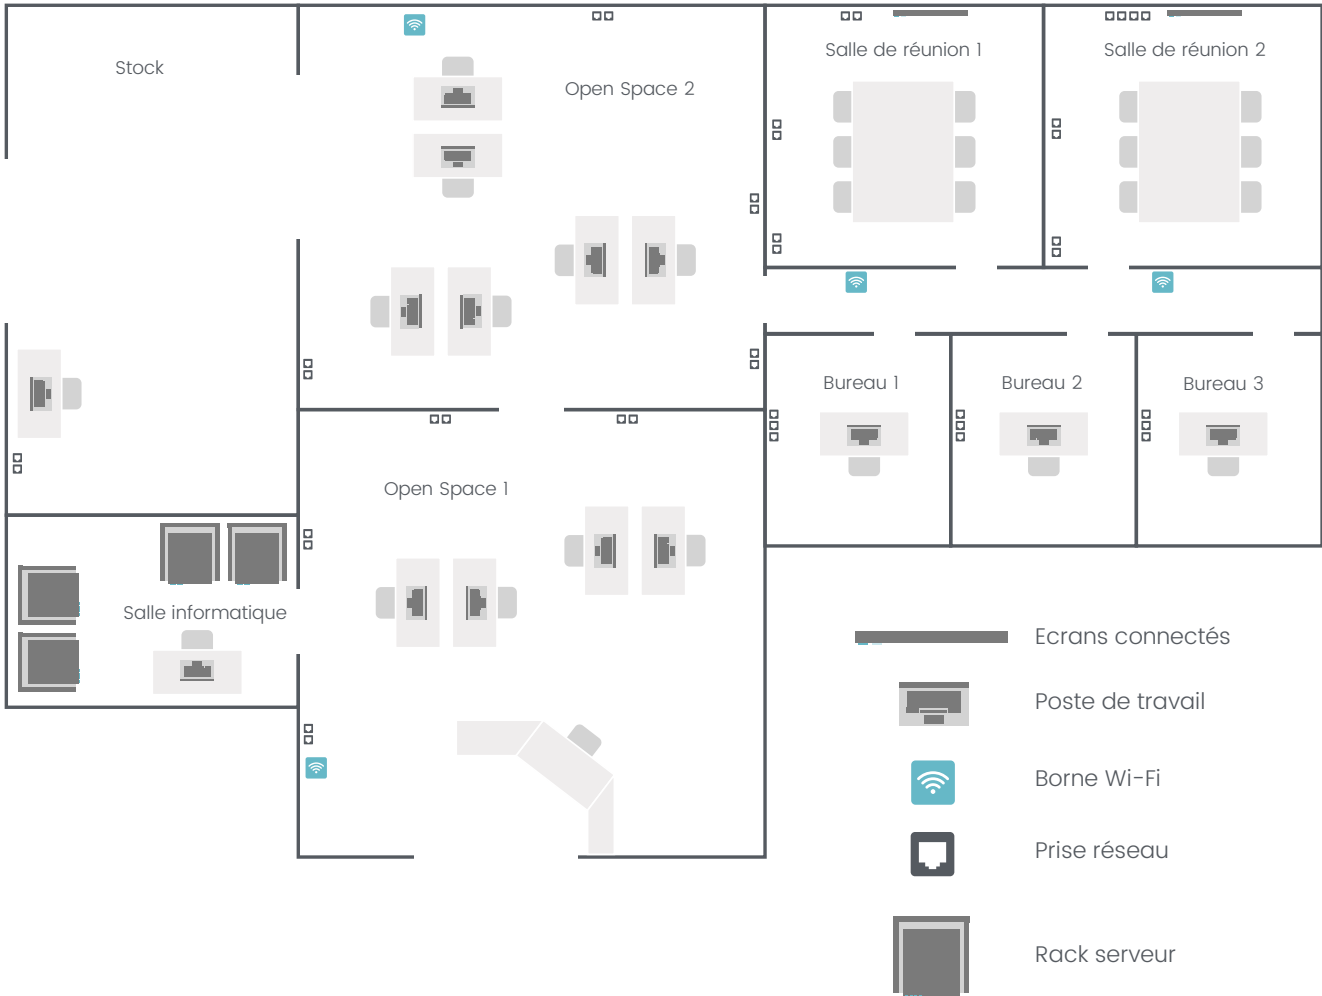 Stock
Open Space 2
Salle de réunion 1
Salle de réunion 2
Bureau 1
Bureau 2
Bureau 3
Open Space 1
Salle informatique
Ecrans connectés
Poste de travail
Borne Wi-Fi
Prise réseau
Rack serveur